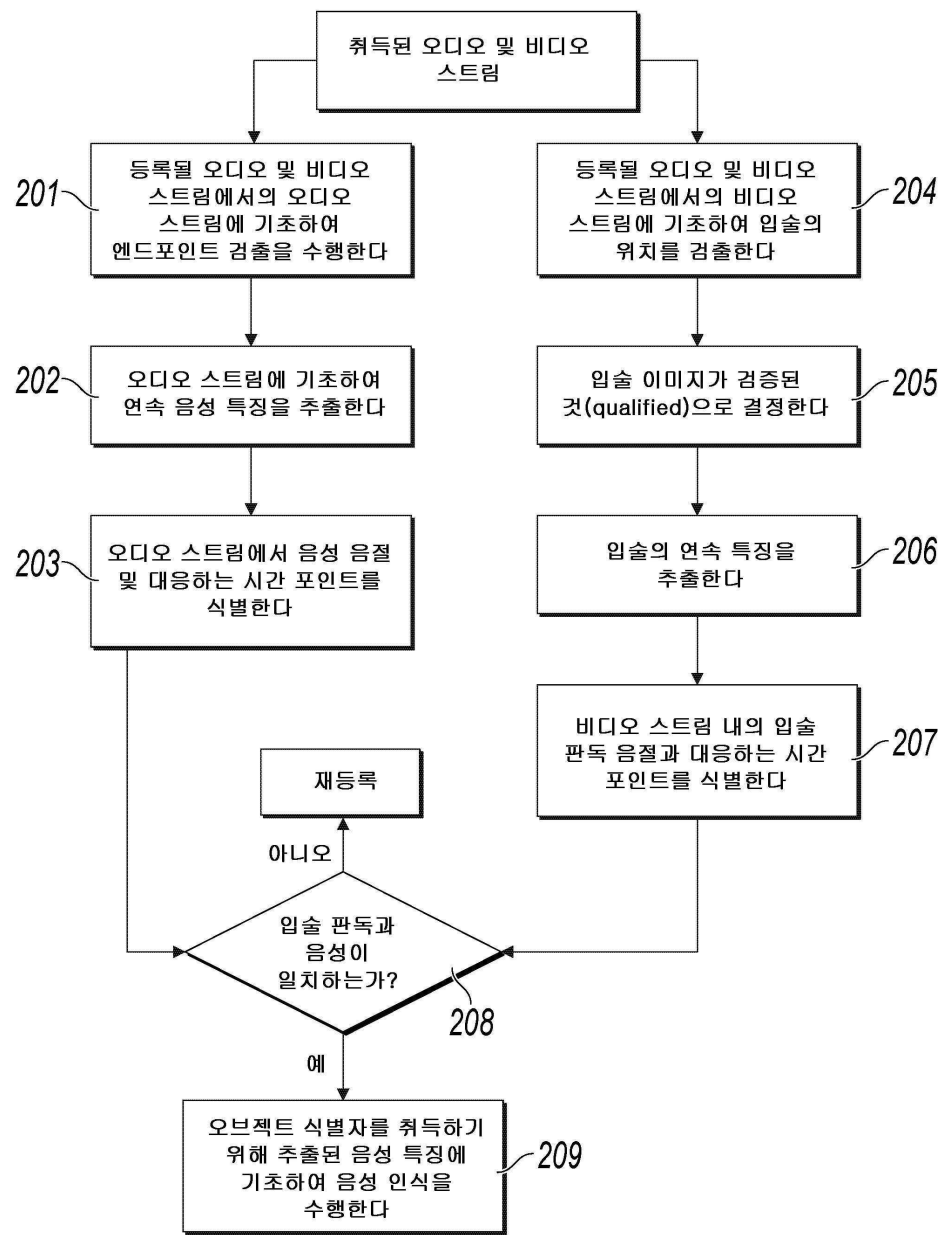 취득된 오디오 및 비디오
스트림
201
등록될 오디오 및 비디오
스트림에서의 오디오
스트림에 기초하여
엔드포인트 검출을 수행한다
204
등록될 오디오 및 비디오
스트림에서의 비디오
스트림에 기초하여 입술의
위치를 검출한다
202
오디오 스트림에 기초하여
연속 음성 특징을 추출한다
205
입술 이미지가 검증된
것(qualified)으로 결정한다
203
오디오 스트림에서 음성 음절
및 대응하는 시간 포인트를
식별한다
206
입술의 연속 특징을
추출한다
207
비디오 스트림 내의 입술
판독 음절과 대응하는 시간
포인트를 식별한다
재등록
아니오
입술 판독과
음성이
일치하는가?
208
예
오브젝트 식별자를 취득하기
위해 추출된 음성 특징에
기초하여 음성 인식을
수행한다
209